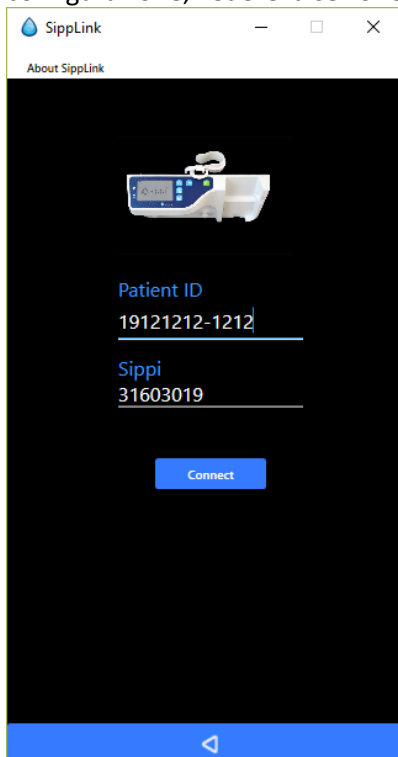 SippLink
About SippLink
Patient ID
19121212-1212
Sippi
31603019
Connect